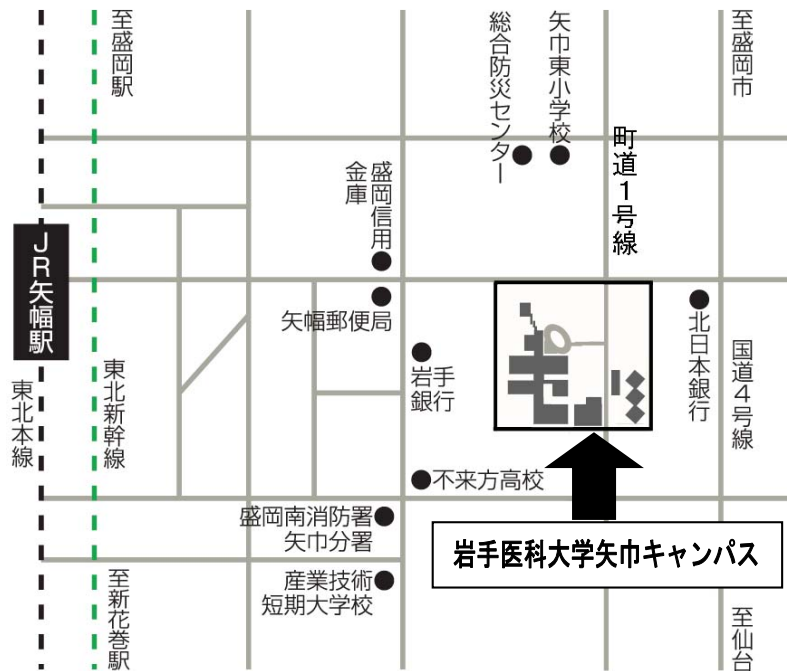 至盛岡駅
総合防災センター
矢巾東小学校
至盛岡市
町道1号線
盛岡信用
金庫
JR矢幅駅
矢幅郵便局
北日本銀行
国道4号線
岩手
銀行
東北本線
東北新幹線
不来方高校
盛岡南消防署
矢巾分署
岩手医科大学矢巾キャンパス
産業技術
短期大学校
至新花巻駅
至仙台